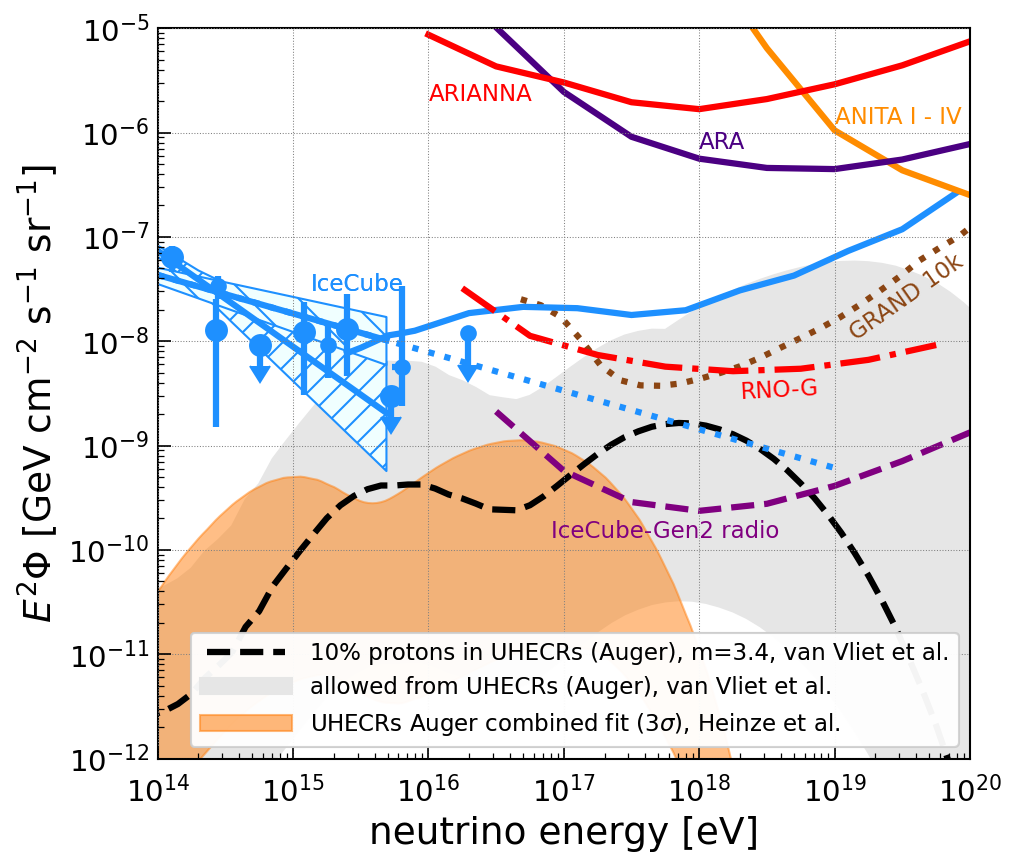 10⁻⁵
10⁻⁶
10⁻⁷
10⁻⁸
10⁻⁹
10⁻¹⁰
10⁻¹¹
10⁻¹²
E²Φ [GeV cm⁻² s⁻¹ sr⁻¹]
ARIANNA
ANITA I - IV
ARA
IceCube
GRAND 10k
RNO-G
IceCube-Gen2 radio
10% protons in UHECRs (Auger), m=3.4, van Vliet et al.
allowed from UHECRs (Auger), van Vliet et al.
UHECRs Auger combined fit (3σ), Heinze et al.
10¹⁴ 10¹⁵ 10¹⁶ 10¹⁷ 10¹⁸ 10¹⁹ 10²⁰
neutrino energy [eV]